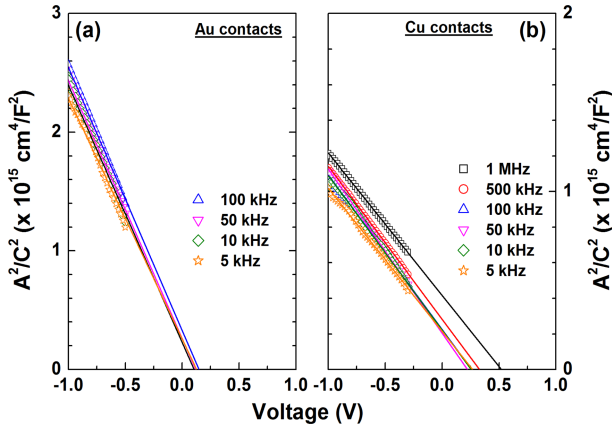 (a) Au contacts
Cu contacts (b)
A²/C² (x 10¹⁵ cm⁴/F²)
3
2
1
0
100 kHz
50 kHz
10 kHz
5 kHz
-1.0 -0.5 0.0 0.5 1.0
1 MHz
500 kHz
100 kHz
50 kHz
10 kHz
5 kHz
-1.0 -0.5 0.0 0.5 1.0
2
1
0
A²/C² (x 10¹⁵ cm⁴/F²)
Voltage (V)
Voltage (V)